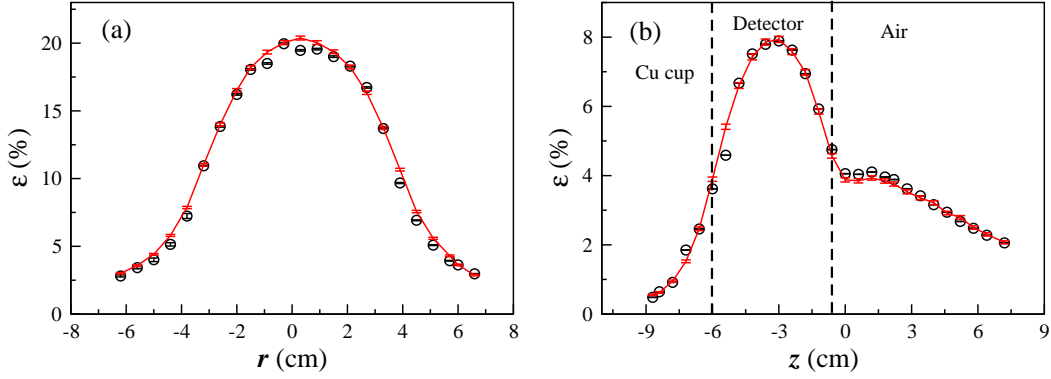 (a)
ε (%)
20
15
10
5
0
-8 -6 -4 -2 0 2 4 6 8
r (cm)
(b)
Detector
Air
Cu cup
ε (%)
8
6
4
2
0
-9 -6 -3 0 3 6 9
z (cm)